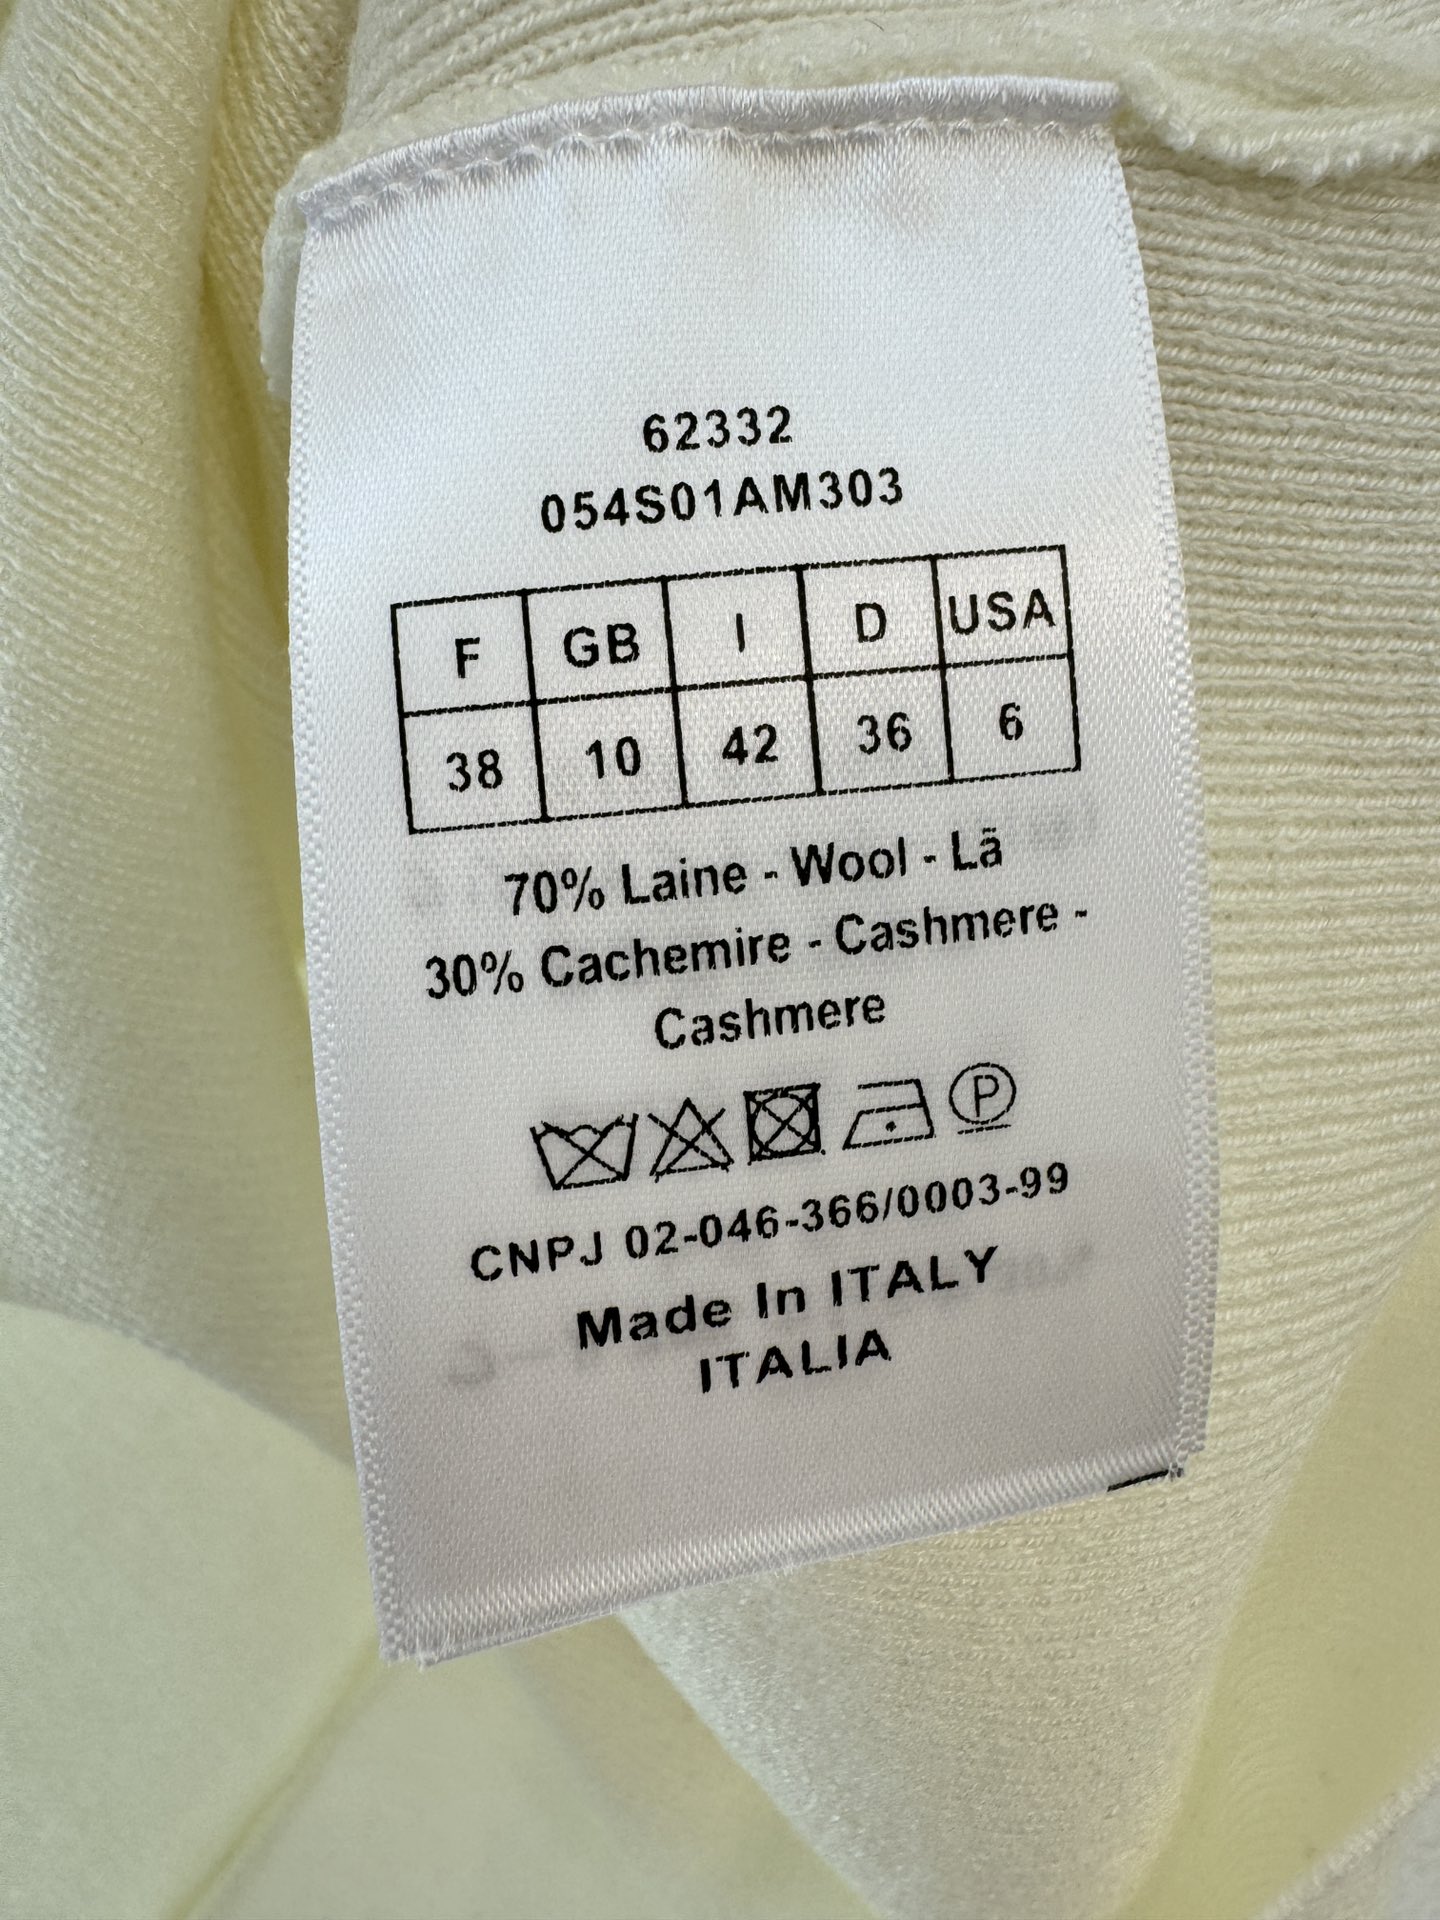 62332
054S01AM303
F GB I D USA
38 10 42 36 6
70% Laine - Wool - Lã
30% Cachemire - Cashmere -
Cashmere
P
CNPJ 02-046-366/0003-99
Made In ITALY
ITALIA